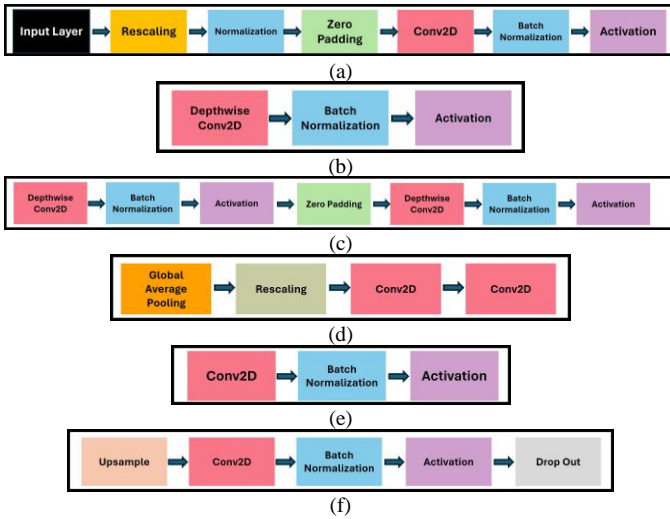 Input Layer
Rescaling
Normalization
Zero
Padding
Conv2D
Batch
Normalization
Activation
(a)
Depthwise
Conv2D
Batch
Normalization
Activation
(b)
Depthwise
Conv2D
Batch
Normalization
Activation
Zero Padding
Depthwise
Conv2D
Batch
Normalization
Activation
(c)
Global
Average
Pooling
Rescaling
Conv2D
Conv2D
(d)
Conv2D
Batch
Normalization
Activation
(e)
Upsample
Conv2D
Batch
Normalization
Activation
Drop Out
(f)